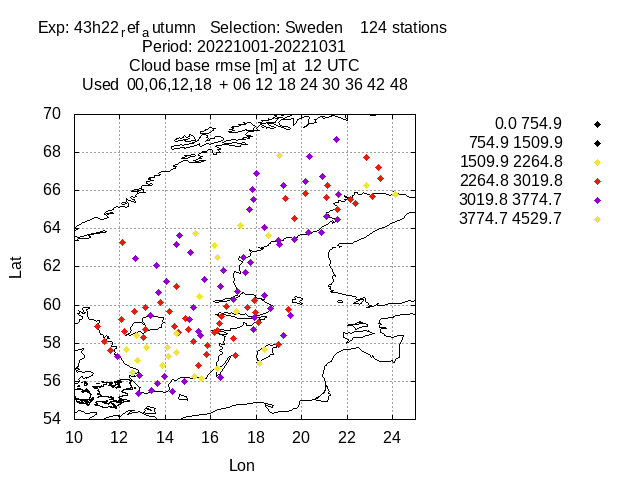 Exp: 43h22refautumn Selection: Sweden 124 stations
Period: 20221001-20221031
Cloud base rmse [m] at 12 UTC
Used 00,06,12,18 + 06 12 18 24 30 36 42 48
70
68
66
64
62
60
58
56
54
Lat
10 12 14 16 18 20 22 24
Lon
0.0 754.9
754.9 1509.9
1509.9 2264.8
2264.8 3019.8
3019.8 3774.7
3774.7 4529.7